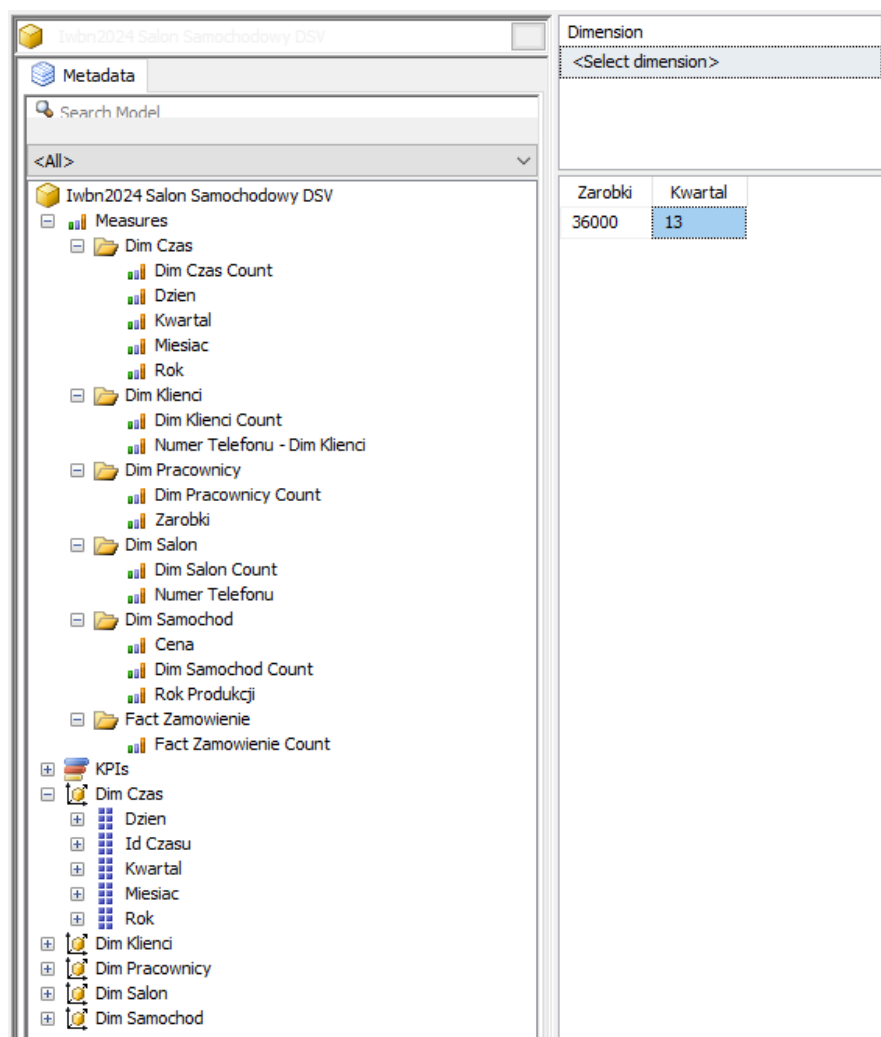 Iwbn2024 Salon Samochodowy DSV
Metadata
Search Model
<All>
Iwbn2024 Salon Samochodowy DSV
Measures
Dim Czas
Dim Czas Count
Dzien
Kwartal
Miesiac
Rok
Dim Klienci
Dim Klienci Count
Numer Telefonu - Dim Klienci
Dim Pracownicy
Dim Pracownicy Count
Zarobki
Dim Salon
Dim Salon Count
Numer Telefonu
Dim Samochod
Cena
Dim Samochod Count
Rok Produkcji
Fact Zamowienie
Fact Zamowienie Count
KPIs
Dim Czas
Dzien
Id Czasu
Kwartal
Miesiac
Rok
Dim Klienci
Dim Pracownicy
Dim Salon
Dim Samochod
Dimension
<Select dimension>
Zarobki Kwartal
36000 13